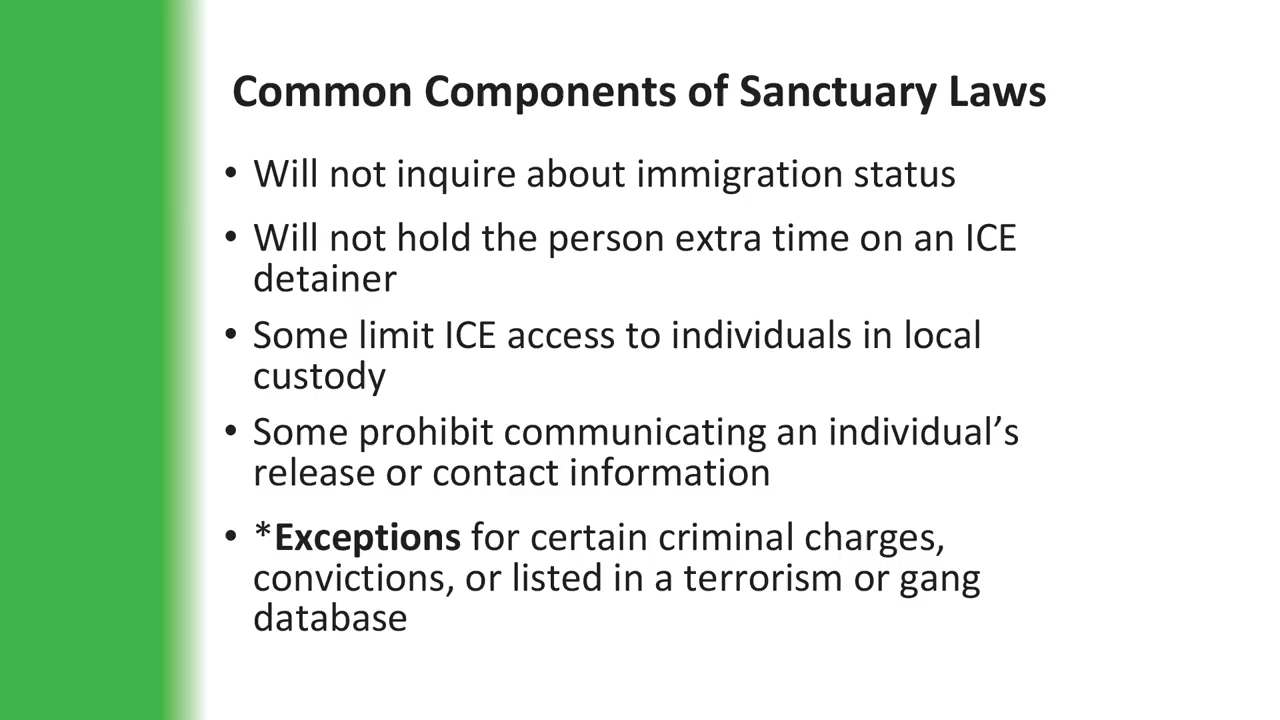 Common Components of Sanctuary Laws
• Will not inquire about immigration status
• Will not hold the person extra time on an ICE
detainer
• Some limit ICE access to individuals in local
custody
• Some prohibit communicating an individual’s
release or contact information
• *Exceptions for certain criminal charges,
convictions, or listed in a terrorism or gang
database